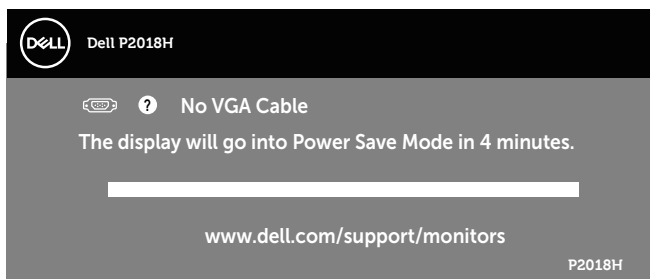 DELL
Dell P2018H
? No VGA Cable
The display will go into Power Save Mode in 4 minutes.
www.dell.com/support/monitors
P2018H